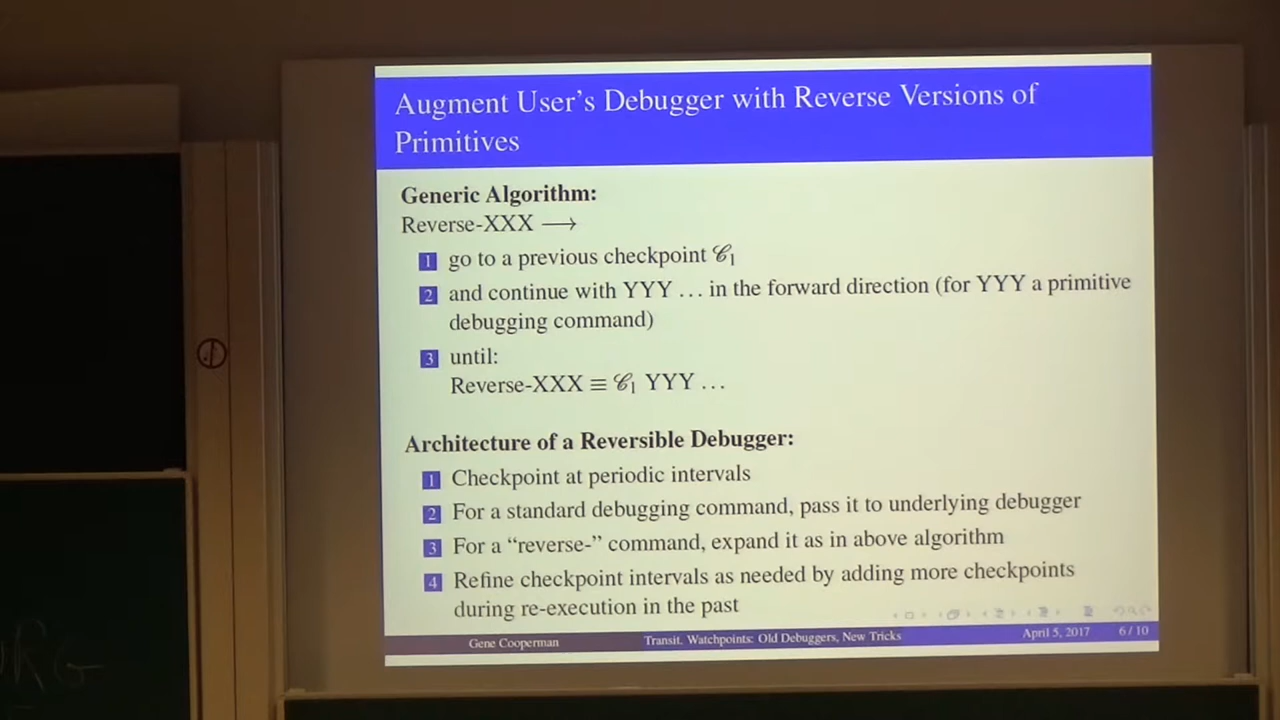 Augment User's Debugger with Reverse Versions of
Primitives
Generic Algorithm:
Reverse-XXX ⟶
1 go to a previous checkpoint 𝒞1
2 and continue with YYY … in the forward direction (for YYY a primitive
debugging command)
3 until:
Reverse-XXX ≡ 𝒞1 YYY …
Architecture of a Reversible Debugger:
1 Checkpoint at periodic intervals
2 For a standard debugging command, pass it to underlying debugger
3 For a “reverse-” command, expand it as in above algorithm
4 Refine checkpoint intervals as needed by adding more checkpoints
during re-execution in the past
Gene Cooperman Transit. Watchpoints: Old Debuggers, New Tricks April 5, 2017 6 / 10